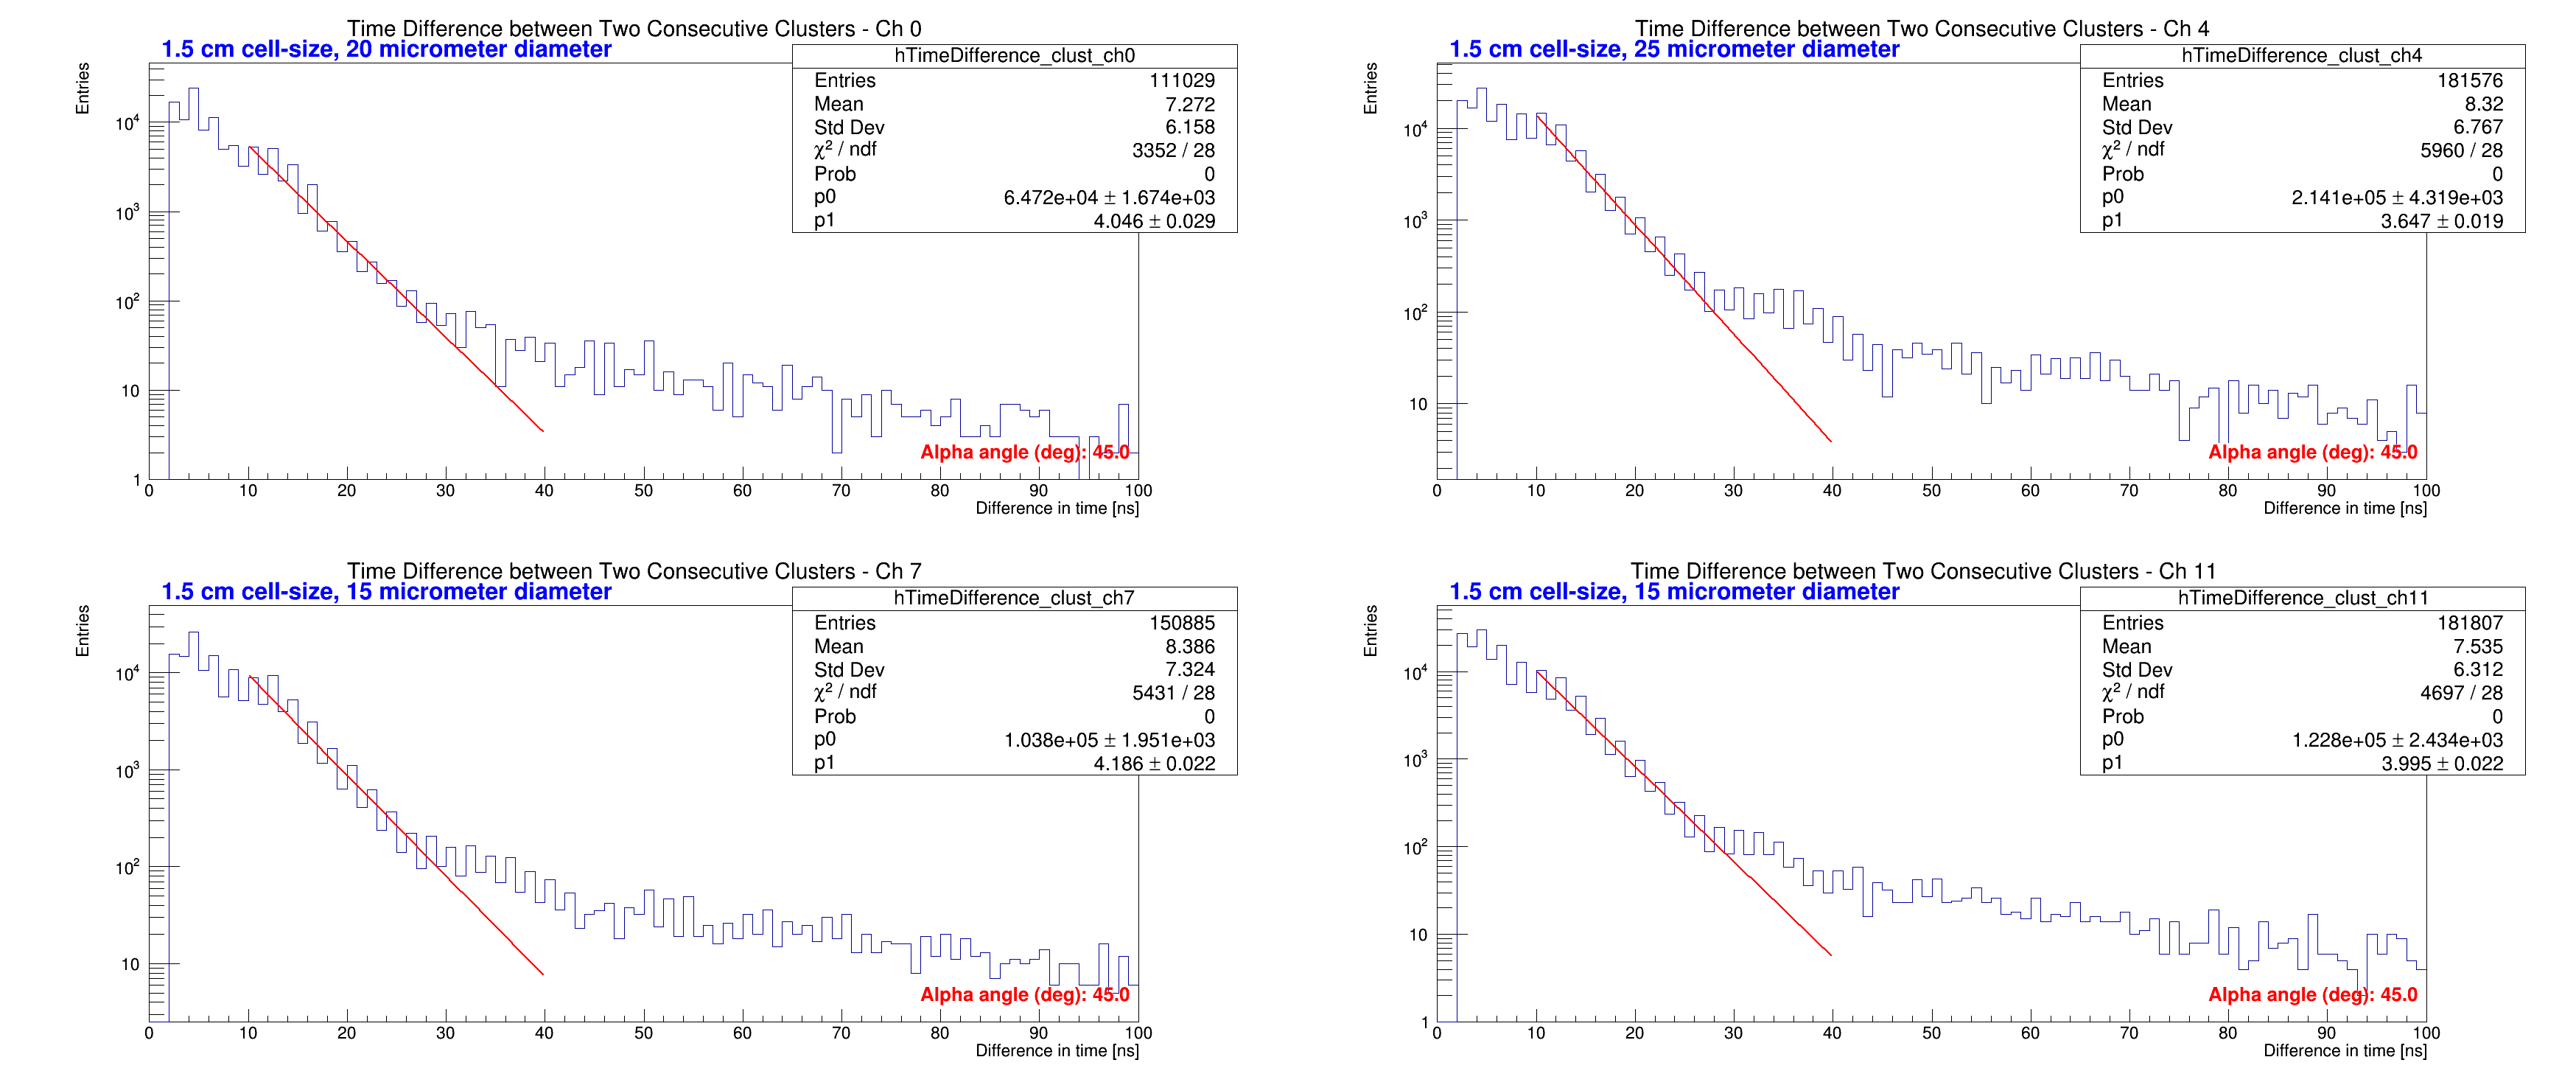 Time Difference between Two Consecutive Clusters - Ch 0
1.5 cm cell-size, 20 micrometer diameter
hTimeDifference_clust_ch0
Entries 111029
Mean 7.272
Std Dev 6.158
χ² / ndf 3352 / 28
Prob 0
p0 6.472e+04 ± 1.674e+03
p1 4.046 ± 0.029
Entries
10⁴
10³
10²
10
1
Alpha angle (deg): 45.0
0 10 20 30 40 50 60 70 80 90 100
Difference in time [ns]
Time Difference between Two Consecutive Clusters - Ch 4
1.5 cm cell-size, 25 micrometer diameter
hTimeDifference_clust_ch4
Entries 181576
Mean 8.32
Std Dev 6.767
χ² / ndf 5960 / 28
Prob 0
p0 2.141e+05 ± 4.319e+03
p1 3.647 ± 0.019
Entries
10⁴
10³
10²
10
Alpha angle (deg): 45.0
0 10 20 30 40 50 60 70 80 90 100
Difference in time [ns]
Time Difference between Two Consecutive Clusters - Ch 7
1.5 cm cell-size, 15 micrometer diameter
hTimeDifference_clust_ch7
Entries 150885
Mean 8.386
Std Dev 7.324
χ² / ndf 5431 / 28
Prob 0
p0 1.038e+05 ± 1.951e+03
p1 4.186 ± 0.022
Entries
10⁴
10³
10²
10
Alpha angle (deg): 45.0
0 10 20 30 40 50 60 70 80 90 100
Difference in time [ns]
Time Difference between Two Consecutive Clusters - Ch 11
1.5 cm cell-size, 15 micrometer diameter
hTimeDifference_clust_ch11
Entries 181807
Mean 7.535
Std Dev 6.312
χ² / ndf 4697 / 28
Prob 0
p0 1.228e+05 ± 2.434e+03
p1 3.995 ± 0.022
Entries
10⁴
10³
10²
10
1
Alpha angle (deg): 45.0
0 10 20 30 40 50 60 70 80 90 100
Difference in time [ns]